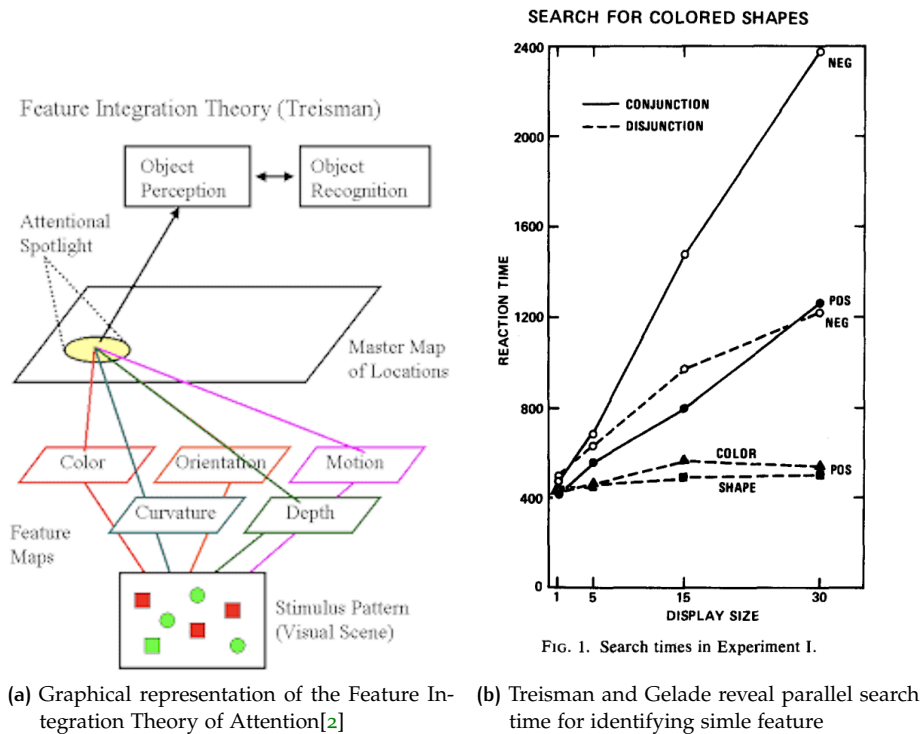 Feature Integration Theory (Treisman)
Object
Perception
Object
Recognition
Attentional
Spotlight
Master Map
of Locations
Color
Orientation
Motion
Curvature
Depth
Feature
Maps
Stimulus Pattern
(Visual Scene)
(a) Graphical representation of the Feature In-
tegration Theory of Attention[2]
SEARCH FOR COLORED SHAPES
2400
2000
1600
1200
800
400
0
REACTION TIME
CONJUNCTION
DISJUNCTION
NEG
POS
NEG
COLOR
SHAPE
POS
1
5
15
30
DISPLAY SIZE
FIG. 1. Search times in Experiment I.
(b) Treisman and Gelade reveal parallel search
time for identifying simle feature